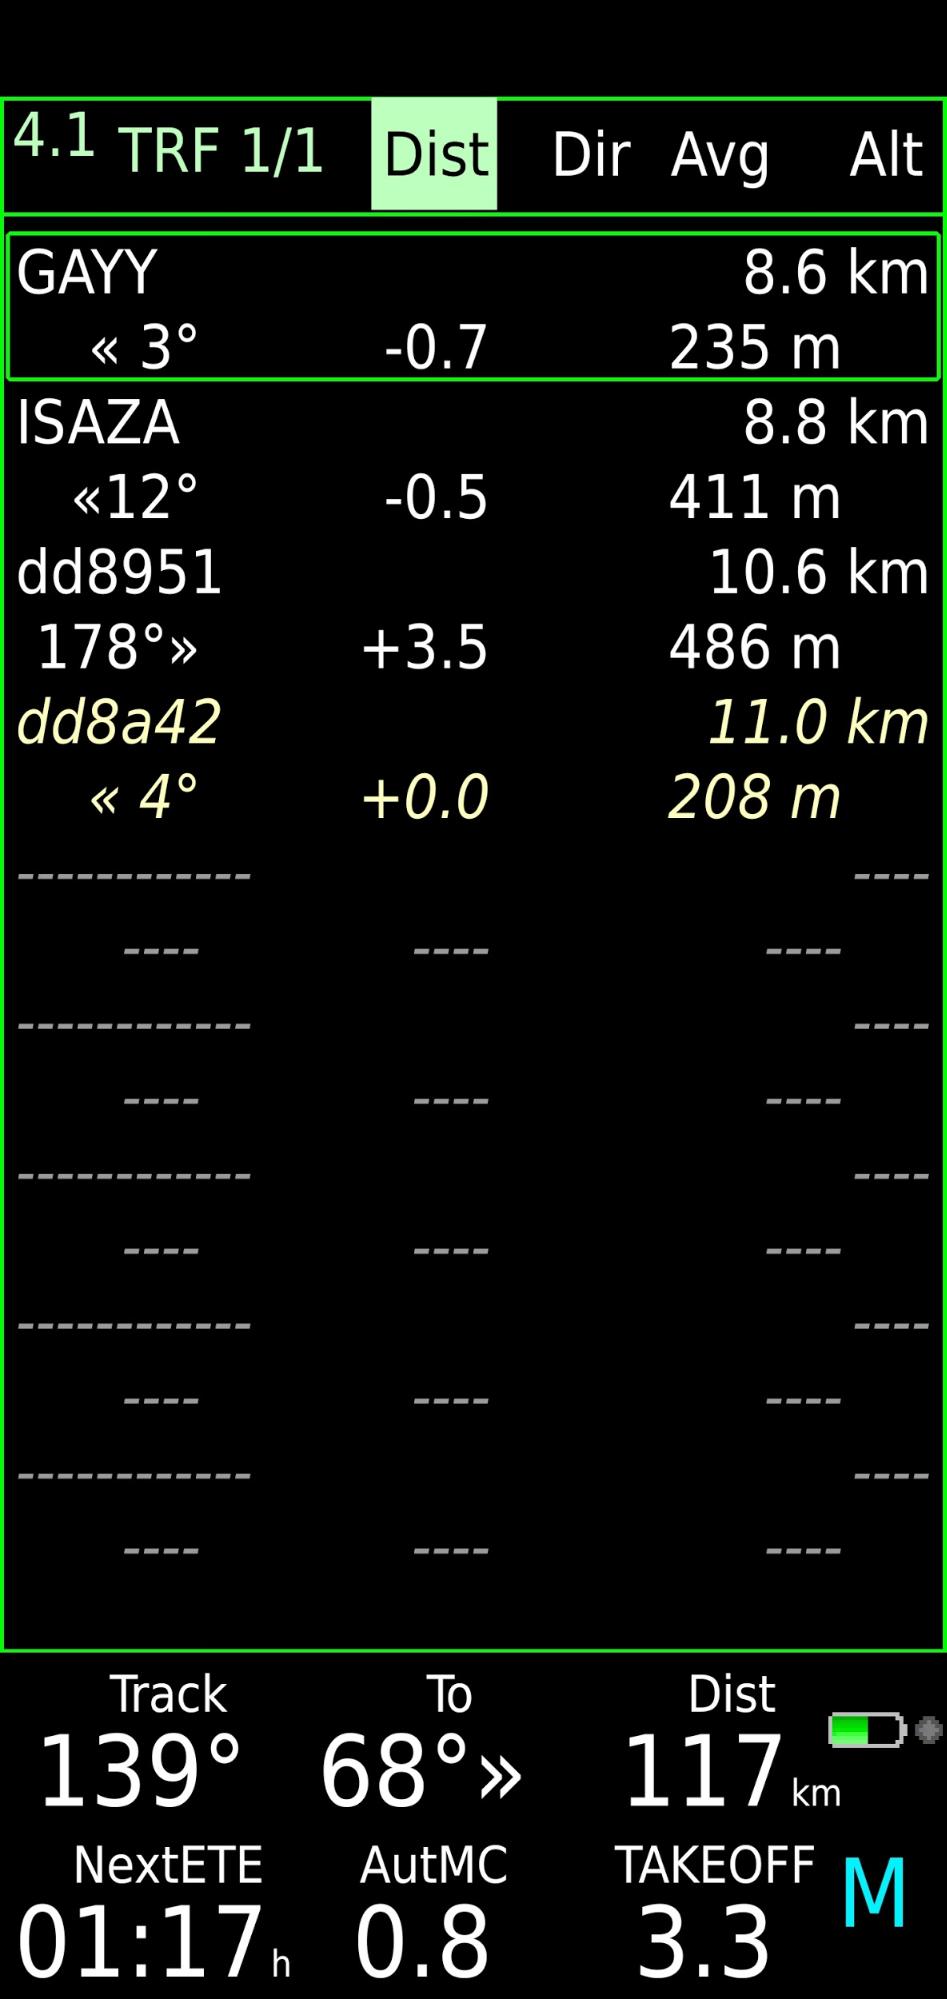 4.1 TRF 1/1 Dist Dir Avg Alt
GAYY 8.6 km
« 3° -0.7 235 m
ISAZA 8.8 km
«12° -0.5 411 m
dd8951 10.6 km
178°» +3.5 486 m
dd8a42 11.0 km
« 4° +0.0 208 m
------------ ----
---- ---- ----
------------ ----
---- ---- ----
------------ ----
---- ---- ----
------------ ----
---- ---- ----
------------ ----
---- ---- ----
Track To Dist
139° 68°» 117 km
NextETE AutMC TAKEOFF
01:17 h 0.8 3.3 M